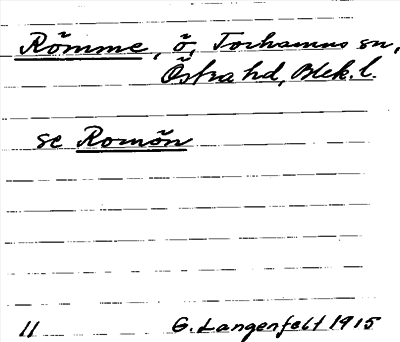 Römme, ö, Torhamns sn,
Östra hd, Blek. l.
se Romön
11 G. Langenfelt 1915